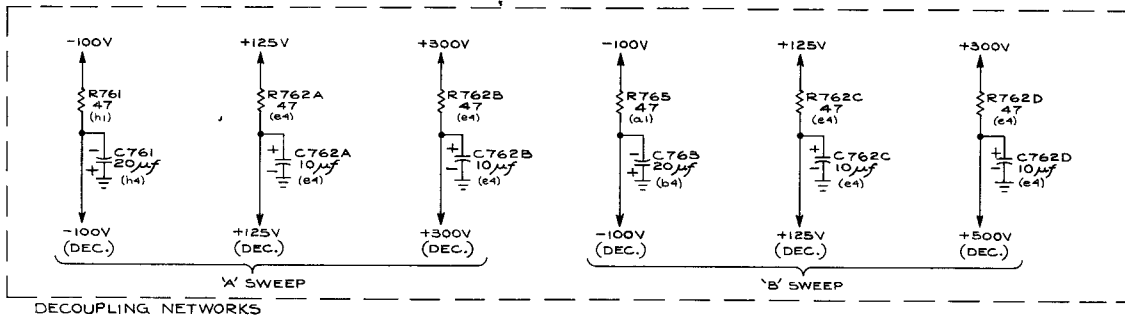 -100V
+125V
+300V
-100V
+125V
+300V
R761
47
(h1)
R762A
47
(e4)
R762B
47
(e4)
R765
47
(a1)
R762C
47
(e4)
R762D
47
(e4)
-
+
C761
20µf
(h4)
+
-
C762A
10µf
(e4)
+
-
C762B
10µf
(e4)
-
+
C765
20µf
(b4)
+
-
C762C
10µf
(e4)
+
-
C762D
10µf
(e4)
-100V
(DEC.)
+125V
(DEC.)
+300V
(DEC.)
-100V
(DEC.)
+125V
(DEC.)
+500V
(DEC.)
'A' SWEEP
'B' SWEEP
DECOUPLING NETWORKS